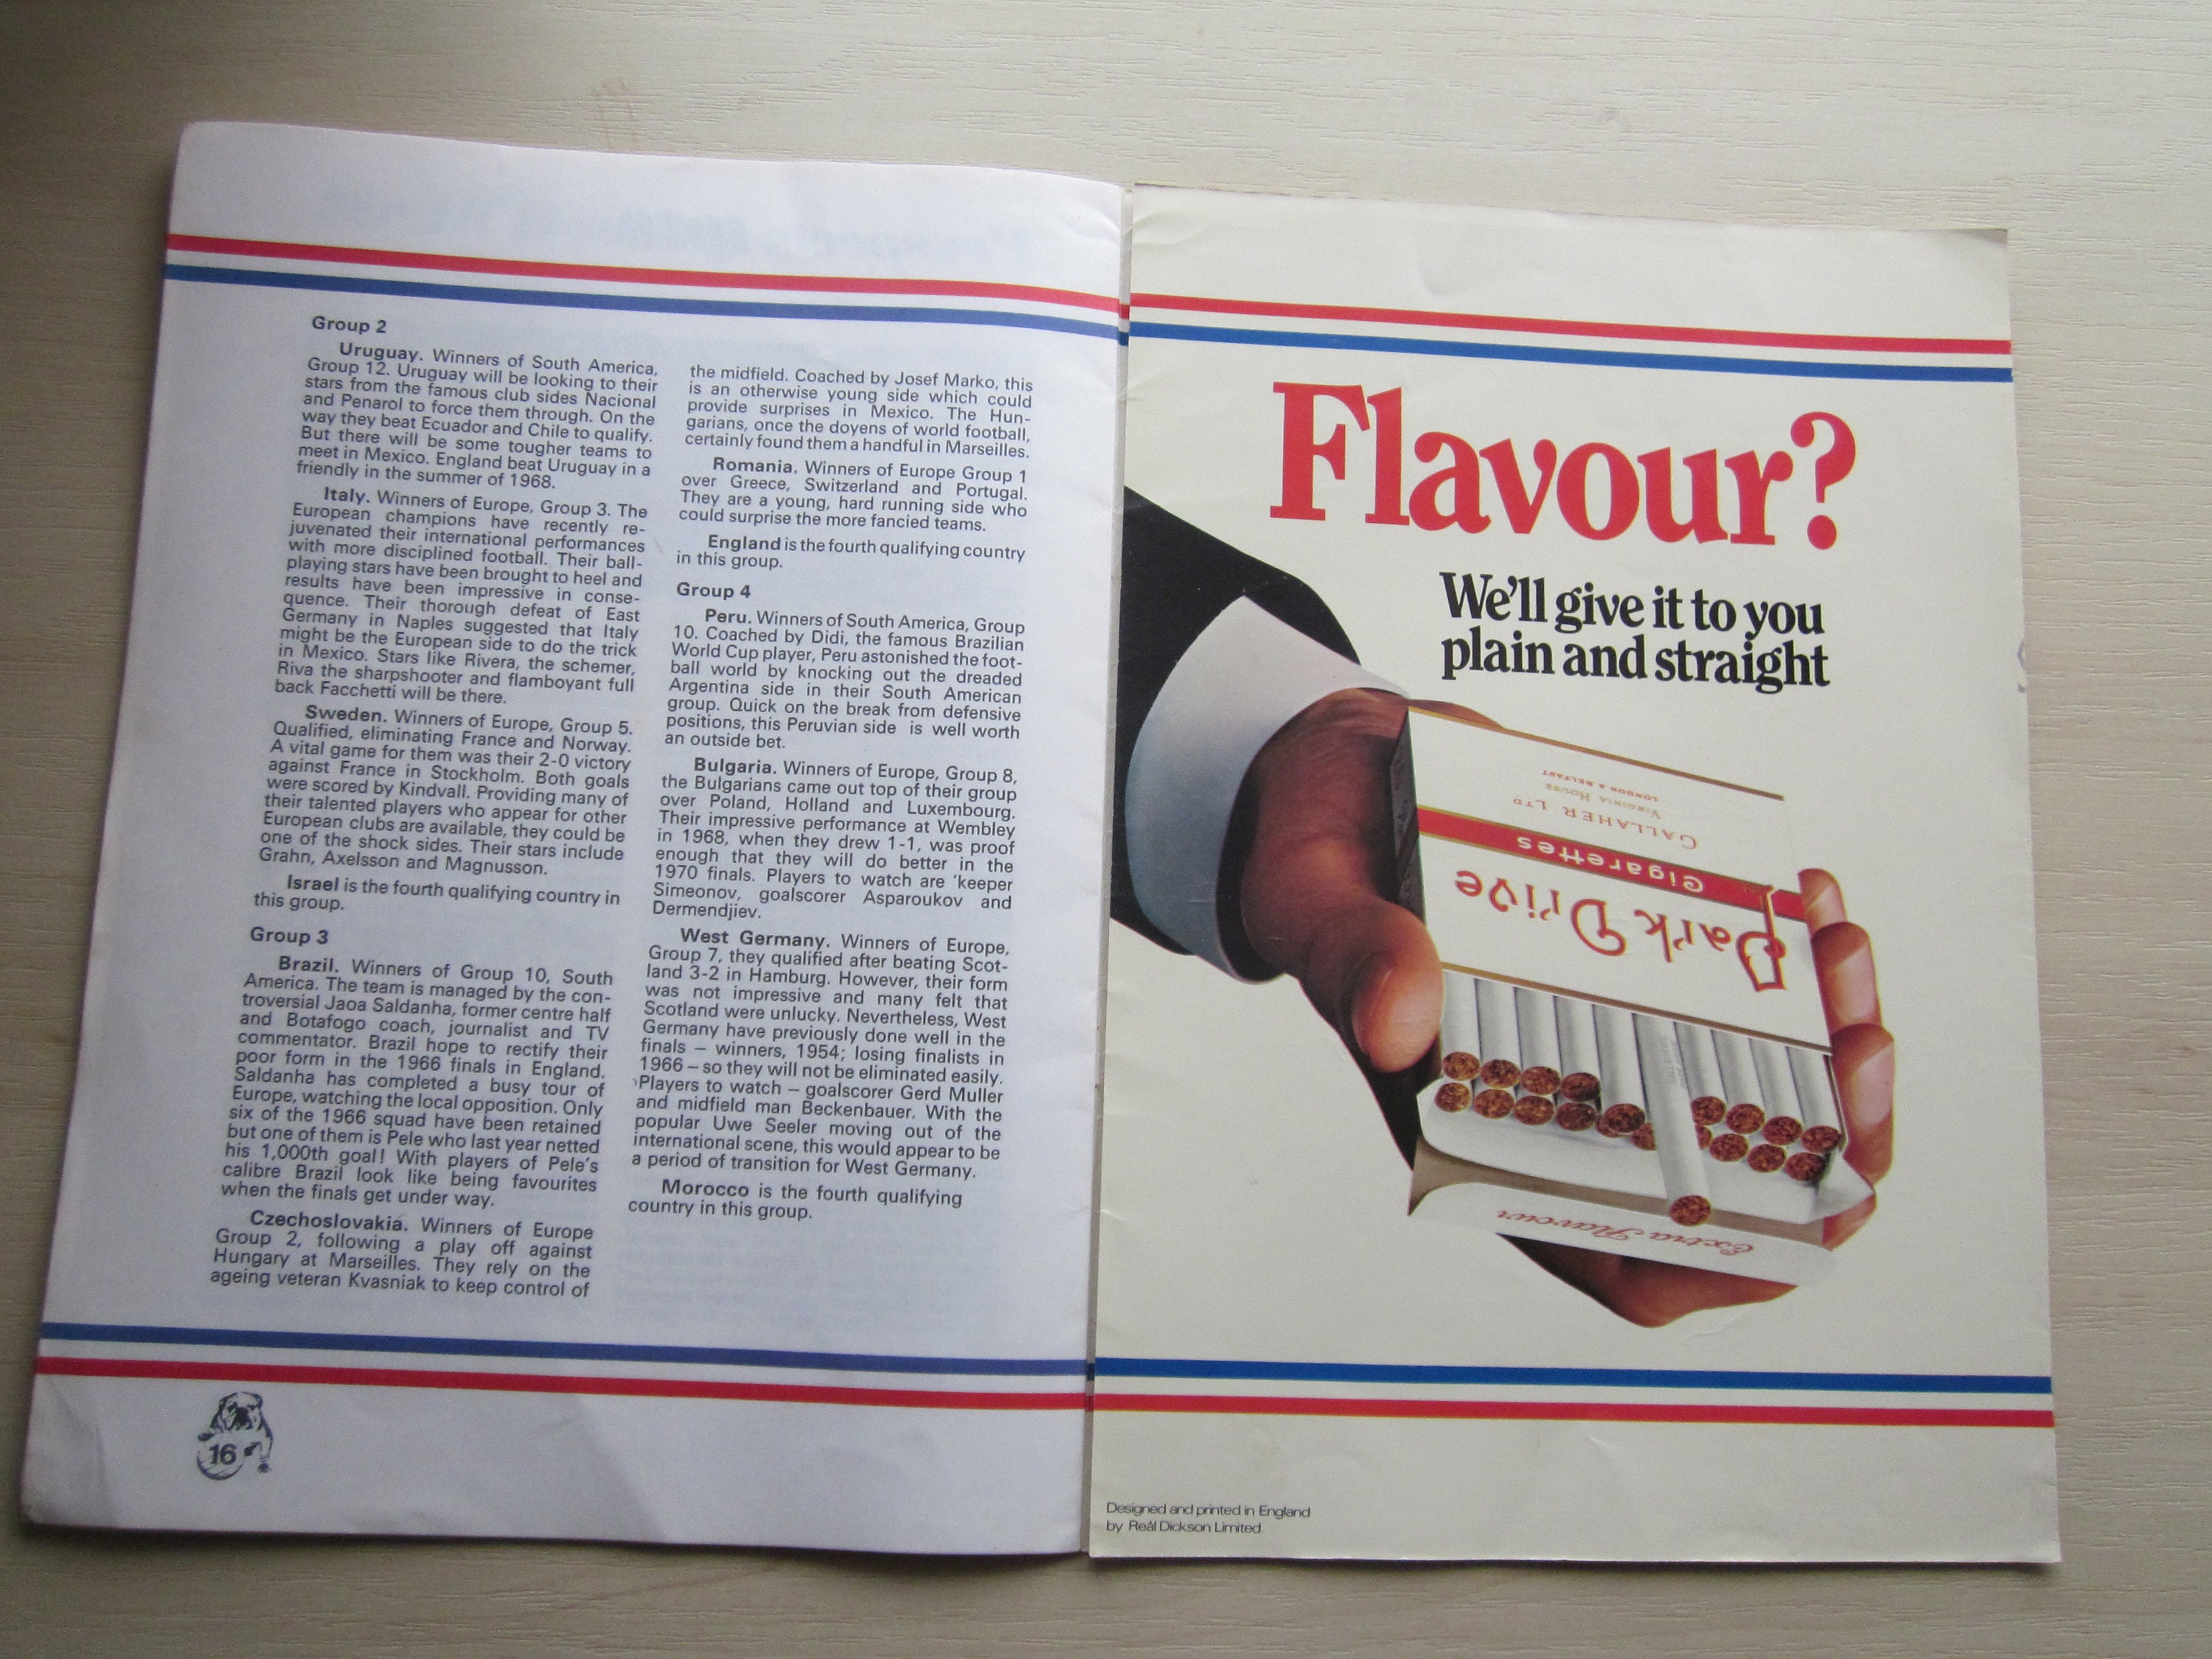 Group 2
Uruguay. Winners of South America,
Group 12. Uruguay will be looking to their
stars from the famous club sides Nacional
and Penarol to force them through. On the
way they beat Ecuador and Chile to qualify.
But there will be some tougher teams to
meet in Mexico. England beat Uruguay in a
friendly in the summer of 1968.
Italy. Winners of Europe, Group 3. The
European champions have recently re-
juvenated their international performances
with more disciplined football. Their ball-
playing stars have been brought to heel and
results have been impressive in conse-
quence. Their thorough defeat of East
Germany in Naples suggested that Italy
might be the European side to do the trick
in Mexico. Stars like Rivera, the schemer,
Riva the sharpshooter and flamboyant full
back Facchetti will be there.
Sweden. Winners of Europe, Group 5.
Qualified, eliminating France and Norway.
A vital game for them was their 2-0 victory
against France in Stockholm. Both goals
were scored by Kindvall. Providing many of
their talented players who appear for other
European clubs are available, they could be
one of the shock sides. Their stars include
Grahn, Axelsson and Magnusson.
Israel is the fourth qualifying country in
this group.
Group 3
Brazil. Winners of Group 10, South
America. The team is managed by the con-
troversial Jaoa Saldanha, former centre half
and Botafogo coach, journalist and TV
commentator. Brazil hope to rectify their
poor form in the 1966 finals in England.
Saldanha has completed a busy tour of
Europe, watching the local opposition. Only
six of the 1966 squad have been retained
but one of them is Pele who last year netted
his 1,000th goal! With players of Pele's
calibre Brazil look like being favourites
when the finals get under way.
Czechoslovakia. Winners of Europe
Group 2, following a play off against
Hungary at Marseilles. They rely on the
ageing veteran Kvasniak to keep control of
the midfield. Coached by Josef Marko, this
is an otherwise young side which could
provide surprises in Mexico. The Hun-
garians, once the doyens of world football,
certainly found them a handful in Marseilles.
Romania. Winners of Europe Group 1
over Greece, Switzerland and Portugal.
They are a young, hard running side who
could surprise the more fancied teams.
England is the fourth qualifying country
in this group.
Group 4
Peru. Winners of South America, Group
10. Coached by Didi, the famous Brazilian
World Cup player, Peru astonished the foot-
ball world by knocking out the dreaded
Argentina side in their South American
group. Quick on the break from defensive
positions, this Peruvian side is well worth
an outside bet.
Bulgaria. Winners of Europe, Group 8,
the Bulgarians came out top of their group
over Poland, Holland and Luxembourg.
Their impressive performance at Wembley
in 1968, when they drew 1-1, was proof
enough that they will do better in the
1970 finals. Players to watch are 'keeper
Simeonov, goalscorer Asparoukov and
Dermendjiev.
West Germany. Winners of Europe,
Group 7, they qualified after beating Scot-
land 3-2 in Hamburg. However, their form
was not impressive and many felt that
Scotland were unlucky. Nevertheless, West
Germany have previously done well in the
finals – winners, 1954; losing finalists in
1966 – so they will not be eliminated easily.
Players to watch – goalscorer Gerd Muller
and midfield man Beckenbauer. With the
popular Uwe Seeler moving out of the
international scene, this would appear to be
a period of transition for West Germany.
Morocco is the fourth qualifying
country in this group.
16
Flavour?
We'll give it to you
plain and straight
Park Drive
Cigarettes
GALLAHER LTD
VIRGINIA HOUSE
LONDON & BELFAST
Extra Flavour
Designed and printed in England
by Reål Dickson Limited.